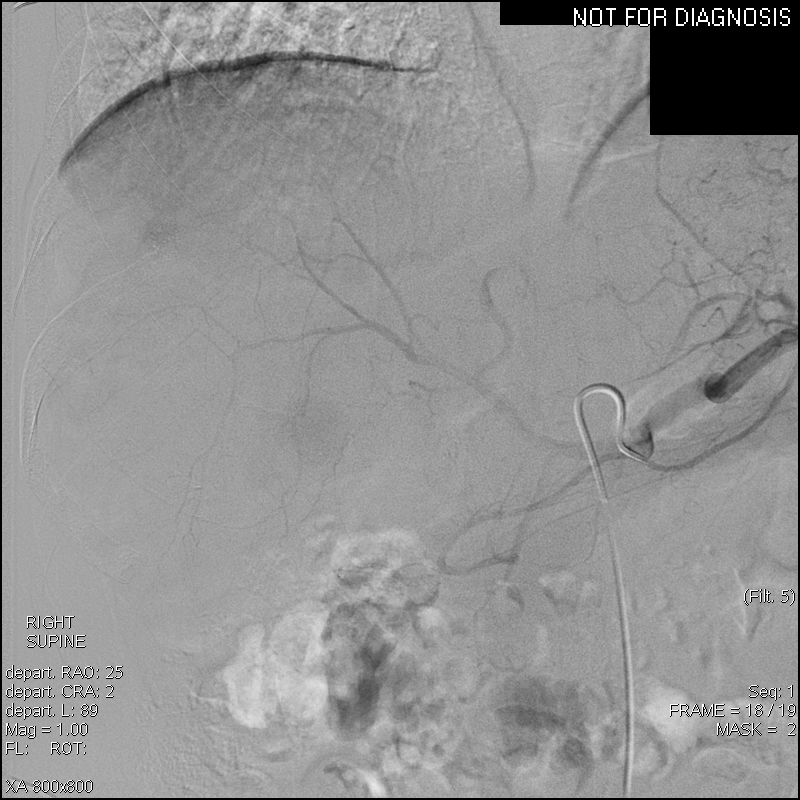 NOT FOR DIAGNOSIS
(Filt. 5)
RIGHT
SUPINE
depart. RAO: 25
depart. CRA: 2
depart. L: 89
Mag = 1.00
FL: ROT:
Seq: 1
FRAME = 18 / 19
MASK = 2
XA 800x800